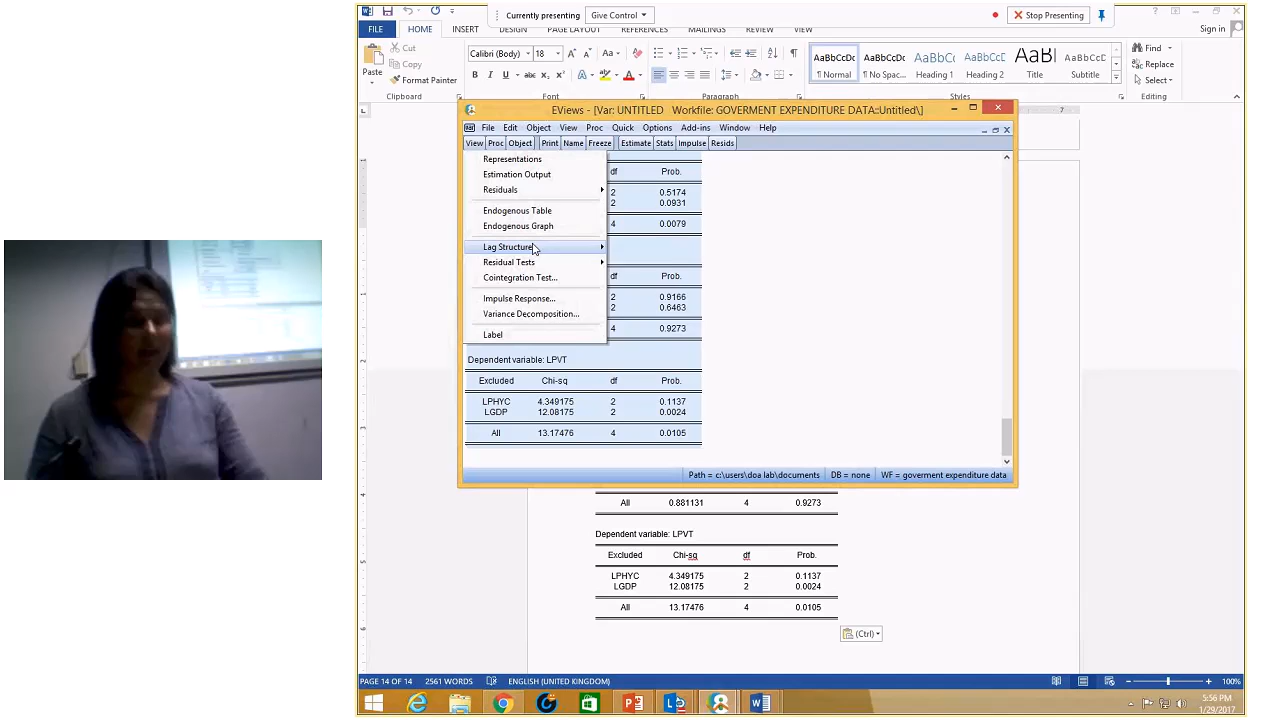 Currently presenting Give Control Stop Presenting
FILE HOME INSERT DESIGN PAGE LAYOUT REFERENCES MAILINGS REVIEW VIEW Sign in
Paste Cut Copy Format Painter
Calibri (Body) 18
AaBbCcDc AaBbCcDc AaBbCc AaBbCcC
¶ Normal ¶ No Spac... Heading 1 Heading 2 Title Subtitle
Find Replace Select
Clipboard Font Paragraph Styles Editing
EViews - [Var: UNTITLED Workfile: GOVERMENT EXPENDITURE DATA::Untitled\]
File Edit Object View Proc Quick Options Add-ins Window Help
View Proc Object Print Name Freeze Estimate Stats Impulse Resids
Representations
Estimation Output
Residuals
Endogenous Table
Endogenous Graph
Lag Structure
Residual Tests
Cointegration Test...
Impulse Response...
Variance Decomposition...
Label
df Prob.
2 0.5174
2 0.0931
4 0.0079
df Prob.
2 0.9166
2 0.6463
4 0.9273
Dependent variable: LPVT
Excluded Chi-sq df Prob.
LPHYC 4.349175 2 0.1137
LGDP 12.08175 2 0.0024
All 13.17476 4 0.0105
Path = c:\users\doa lab\documents DB = none WF = goverment expenditure data
All 0.881131 4 0.9273
Dependent variable: LPVT
Excluded Chi-sq df Prob.
LPHYC 4.349175 2 0.1137
LGDP 12.08175 2 0.0024
All 13.17476 4 0.0105
(Ctrl)
PAGE 14 OF 14 2561 WORDS ENGLISH (UNITED KINGDOM) 100%
5:56 PM
1/29/2017